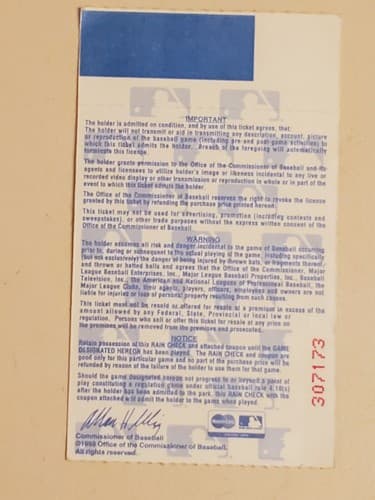 IMPORTANT
The holder is admitted on condition, and by use of this ticket agrees, that:
The holder will not transmit or aid in transmitting any description, account, picture
or reproduction of the baseball game (including pre-and post-game activities) to
which this ticket admits the holder. Breach of the foregoing will automatically
terminate this license.
The holder grants permission to the Office of the Commissioner of Baseball and its
agents and licensees to utilize holder's image or likeness incidental to any live or
recorded video display or other transmission or reproduction in whole or in part of the
event to which this ticket admits the holder.
The Office of the Commissioner of Baseball reserves the right to revoke the license
granted by this ticket by refunding the purchase price printed hereon.
This ticket may not be used for advertising, promotion (including contests and
sweepstakes), or other trade purposes without the express written consent of the
Office of the Commissioner of Baseball.
WARNING
The holder assumes all risk and danger incidental to the game of Baseball occurring
prior to, during or subsequent to the actual playing of the game, including specifically
(but not exclusively) the danger of being injured by thrown bats, or fragments thereof,
and thrown or batted balls and agrees that the Office of the Commissioner, Major
League Baseball Enterprises, Inc., Major League Baseball Properties, Inc., Baseball
Television, Inc., the American and National Leagues of Professional Baseball,
Major League Clubs, their agents, players, officers, employees and owners are not
liable for injuries or loss of personal property resulting from such causes.
This ticket must not be resold or offered for resale at a premium in excess of the
amount allowed by any Federal, State, Provincial or local law or
regulation. Persons who sell or offer this ticket for resale at any price on
the premises will be removed from the premises and prosecuted.
NOTICE
Retain possession of this RAIN CHECK and attached coupon until the GAME
DESIGNATED HEREON has been played. The RAIN CHECK and coupon are
good only for this particular game and no part of the purchase price will be
refunded by reason of the failure of the holder to use them for that game.
Should the game designated hereon not progress to or beyond a point of
play constituting a regulation game under official baseball rule 4.10(c)
after the holder has been admitted to the park, this RAIN CHECK with the
coupon attached will admit the holder to the game when played.
Commissioner of Baseball
©1998 Office of the Commissioner of Baseball.
All rights reserved.
397173